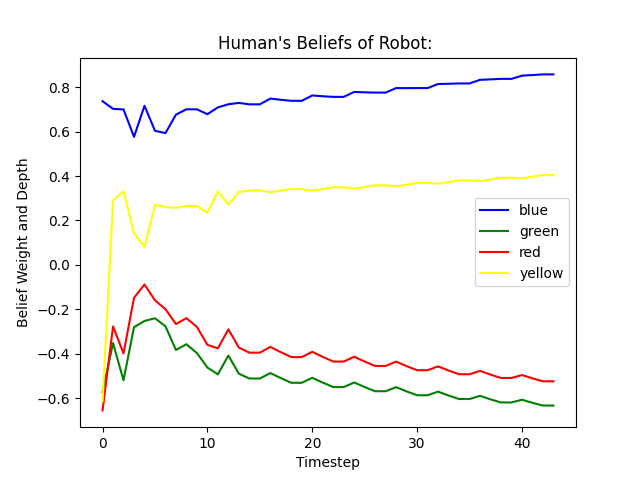 Human's Beliefs of Robot:
Belief Weight and Depth
0.8
0.6
0.4
0.2
0.0
−0.2
−0.4
−0.6
blue
green
red
yellow
0 10 20 30 40
Timestep